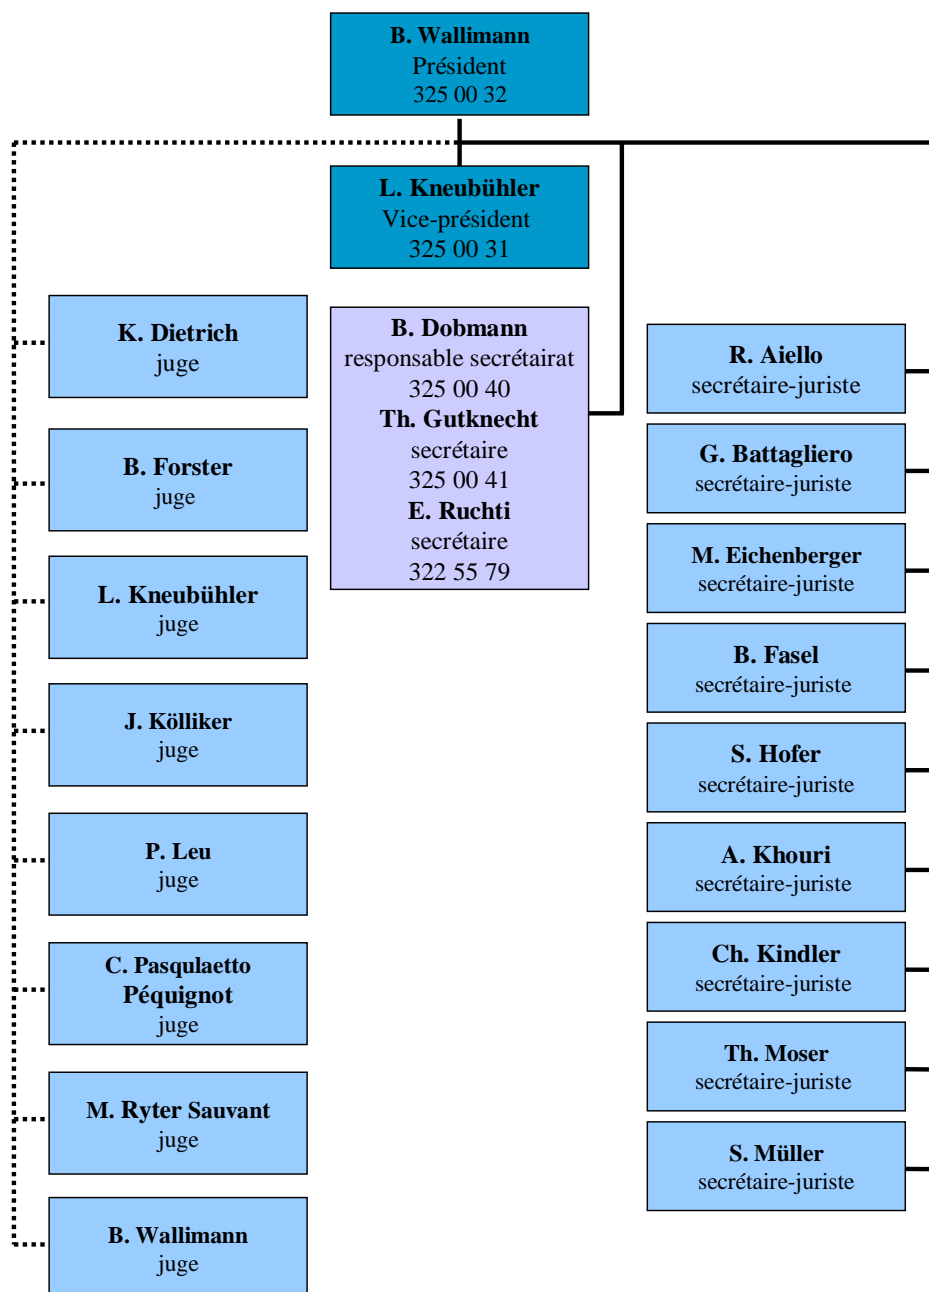 B. Wallimann
Président
325 00 32
L. Kneubühler
Vice-président
325 00 31
K. Dietrich
juge
B. Forster
juge
L. Kneubühler
juge
J. Kölliker
juge
P. Leu
juge
C. Pasqulaetto
Péquignot
juge
M. Ryter Sauvant
juge
B. Wallimann
juge
B. Dobmann
responsable secrétairat
325 00 40
Th. Gutknecht
secrétaire
325 00 41
E. Ruchti
secrétaire
322 55 79
R. Aiello
secrétaire-juriste
G. Battagliero
secrétaire-juriste
M. Eichenberger
secrétaire-juriste
B. Fasel
secrétaire-juriste
S. Hofer
secrétaire-juriste
A. Khouri
secrétaire-juriste
Ch. Kindler
secrétaire-juriste
Th. Moser
secrétaire-juriste
S. Müller
secrétaire-juriste